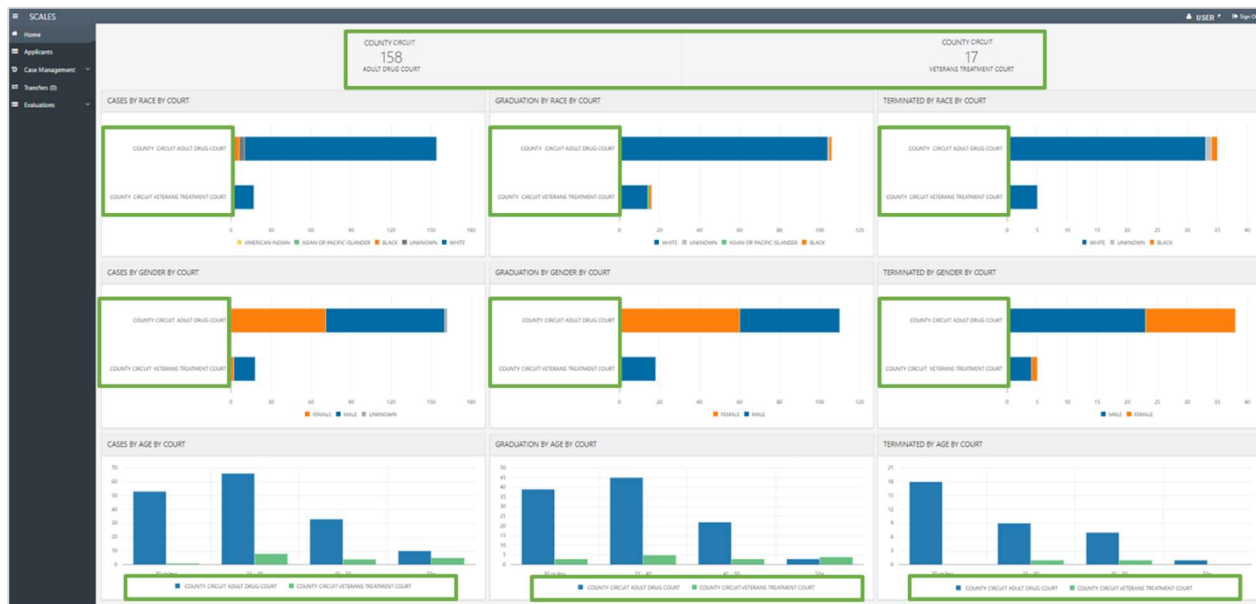 SCALES
USER
Sign O
Home
Applicants
Case Management
Transfers (0)
Evaluations
COUNTY CIRCUIT
158
ADULT DRUG COURT
COUNTY CIRCUIT
17
VETERANS TREATMENT COURT
CASES BY RACE BY COURT
COUNTY CIRCUIT ADULT DRUG COURT
COUNTY CIRCUIT VETERANS TREATMENT COURT
0 30 60 90 120 150 180
AMERICAN INDIAN ASIAN OR PACIFIC ISLANDER BLACK UNKNOWN WHITE
GRADUATION BY RACE BY COURT
COUNTY CIRCUIT ADULT DRUG COURT
COUNTY CIRCUIT VETERANS TREATMENT COURT
0 20 40 60 80 100 120
WHITE UNKNOWN ASIAN OR PACIFIC ISLANDER BLACK
TERMINATED BY RACE BY COURT
COUNTY CIRCUIT ADULT DRUG COURT
COUNTY CIRCUIT VETERANS TREATMENT COURT
0 5 10 15 20 25 30 35 40
WHITE UNKNOWN BLACK
CASES BY GENDER BY COURT
COUNTY CIRCUIT ADULT DRUG COURT
COUNTY CIRCUIT VETERANS TREATMENT COURT
0 30 60 90 120 150 180
FEMALE MALE UNKNOWN
GRADUATION BY GENDER BY COURT
COUNTY CIRCUIT ADULT DRUG COURT
COUNTY CIRCUIT VETERANS TREATMENT COURT
0 20 40 60 80 100 120
FEMALE MALE
TERMINATED BY GENDER BY COURT
COUNTY CIRCUIT ADULT DRUG COURT
COUNTY CIRCUIT VETERANS TREATMENT COURT
0 5 10 15 20 25 30 35 40
MALE FEMALE
CASES BY AGE BY COURT
70
60
50
40
30
20
10
0
COUNTY CIRCUIT ADULT DRUG COURT COUNTY CIRCUIT VETERANS TREATMENT COURT
GRADUATION BY AGE BY COURT
50
45
40
35
30
25
20
15
10
5
0
COUNTY CIRCUIT ADULT DRUG COURT COUNTY CIRCUIT VETERANS TREATMENT COURT
TERMINATED BY AGE BY COURT
21
18
15
12
9
6
3
0
COUNTY CIRCUIT ADULT DRUG COURT COUNTY CIRCUIT VETERANS TREATMENT COURT